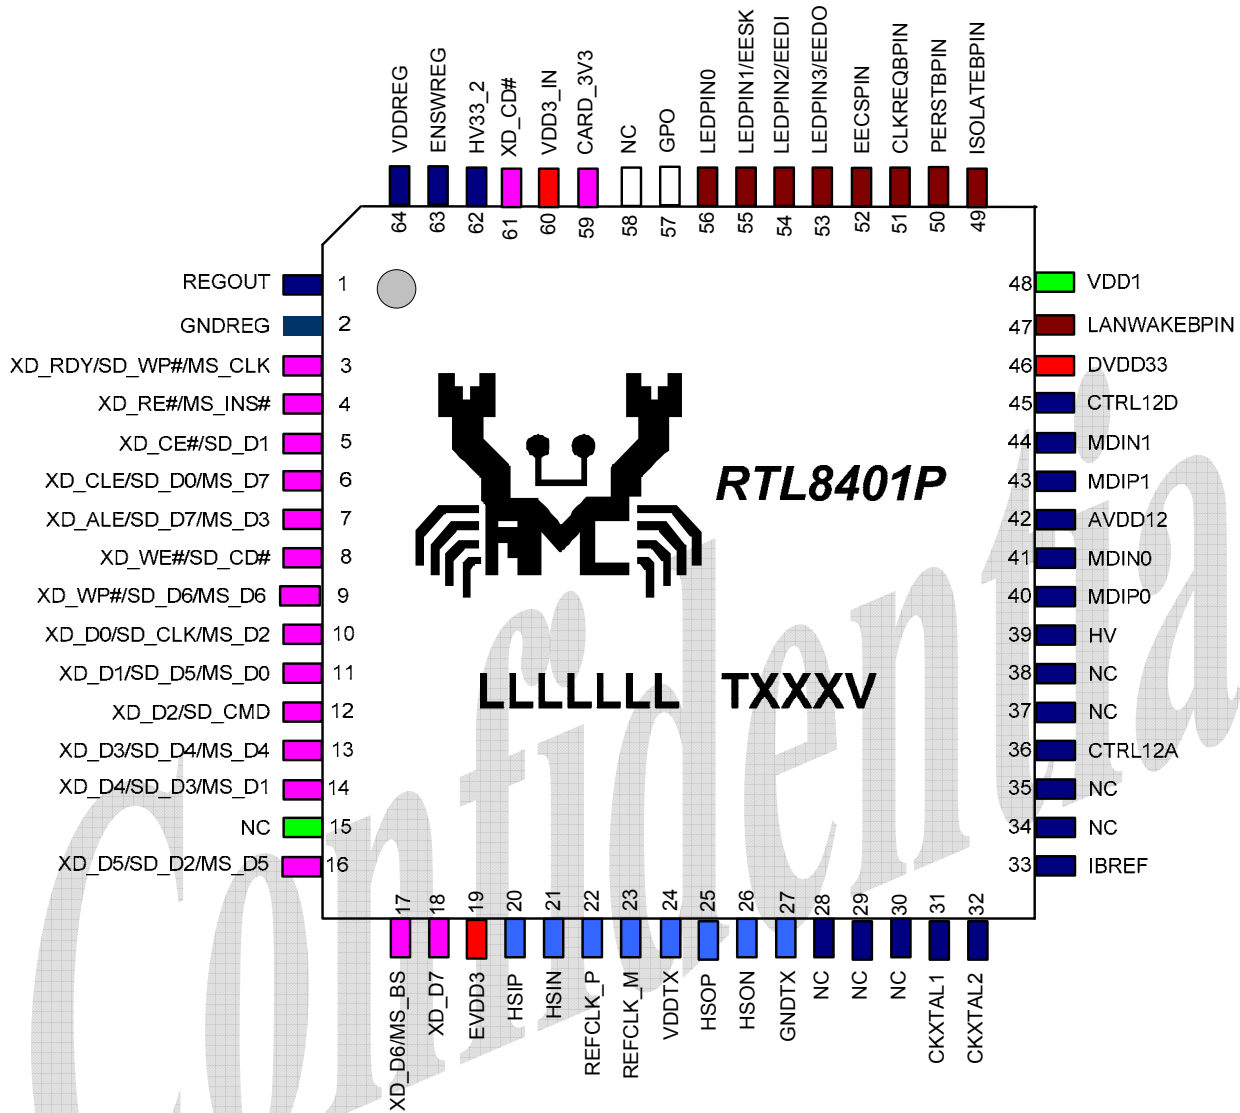 VDDREG
ENSWREG
HV33_2
XD_CD#
VDD3_IN
CARD_3V3
NC
GPO
LEDPIN0
LEDPIN1/EESK
LEDPIN2/EEDI
LEDPIN3/EEDO
EECSPIN
CLKREQBPIN
PERSTBPIN
ISOLATEBPIN
64 63 62 61 60 59 58 57 56 55 54 53 52 51 50 49
REGOUT 1
GNDREG 2
XD_RDY/SD_WP#/MS_CLK 3
XD_RE#/MS_INS# 4
XD_CE#/SD_D1 5
XD_CLE/SD_D0/MS_D7 6
XD_ALE/SD_D7/MS_D3 7
XD_WE#/SD_CD# 8
XD_WP#/SD_D6/MS_D6 9
XD_D0/SD_CLK/MS_D2 10
XD_D1/SD_D5/MS_D0 11
XD_D2/SD_CMD 12
XD_D3/SD_D4/MS_D4 13
XD_D4/SD_D3/MS_D1 14
NC 15
XD_D5/SD_D2/MS_D5 16
RTL8401P
LLLLLLL TXXXV
48 VDD1
47 LANWAKEBPIN
46 DVDD33
45 CTRL12D
44 MDIN1
43 MDIP1
42 AVDD12
41 MDIN0
40 MDIP0
39 HV
38 NC
37 NC
36 CTRL12A
35 NC
34 NC
33 IBREF
17 18 19 20 21 22 23 24 25 26 27 28 29 30 31 32
XD_D6/MS_BS
XD_D7
EVDD3
HSIP
HSIN
REFCLK_P
REFCLK_M
VDDTX
HSOP
HSON
GNDTX
NC
NC
NC
CKXTAL1
CKXTAL2
Confidentia